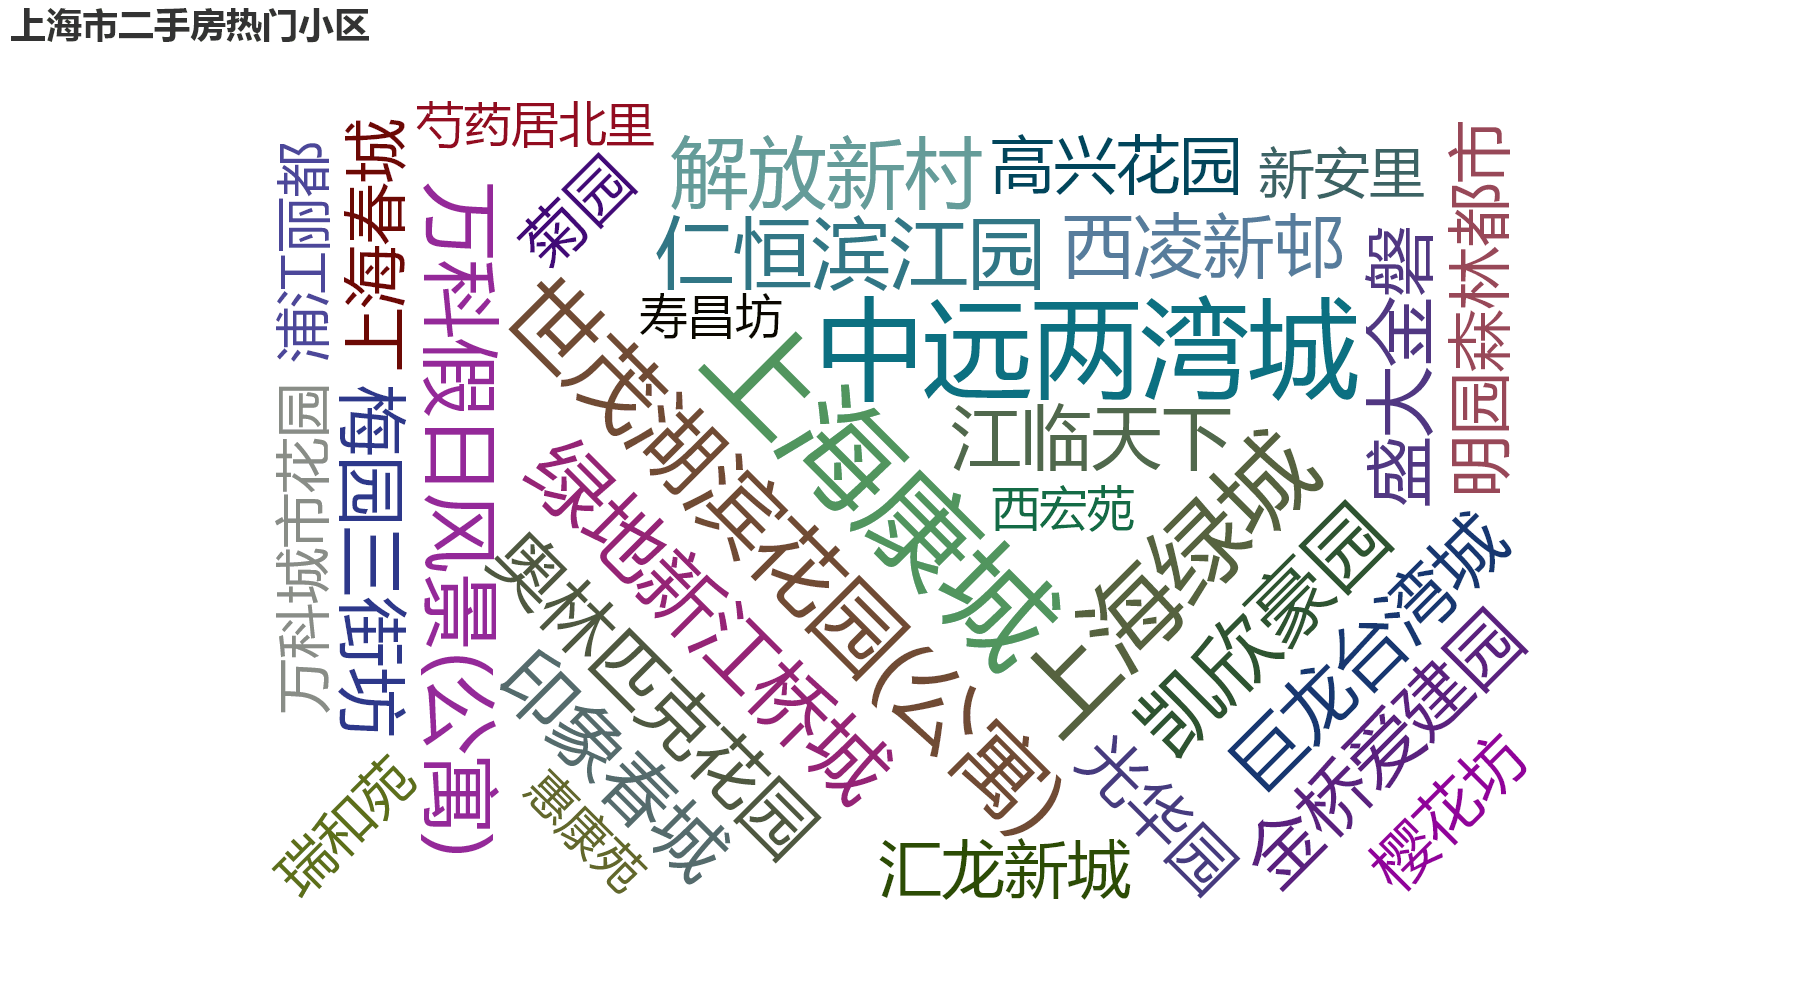 上海市二手房热门小区
芍药居北里
浦江丽都
上海春城
万科假日风景(公寓)
菊园
解放新村
高兴花园
新安里
明园森林都市
仁恒滨江园
西凌新邨
盛大金磐
寿昌坊
中远两湾城
世茂湖滨花园(公寓)
上海康城
江临天下
万科城市花园
梅园三街坊
绿地新江桥城
西宏苑
上海绿城
凯欣豪园
白龙台湾城
奥林匹克花园
印象春城
金桥爱建园
瑞和苑
惠康苑
汇龙新城
光华园
樱花坊